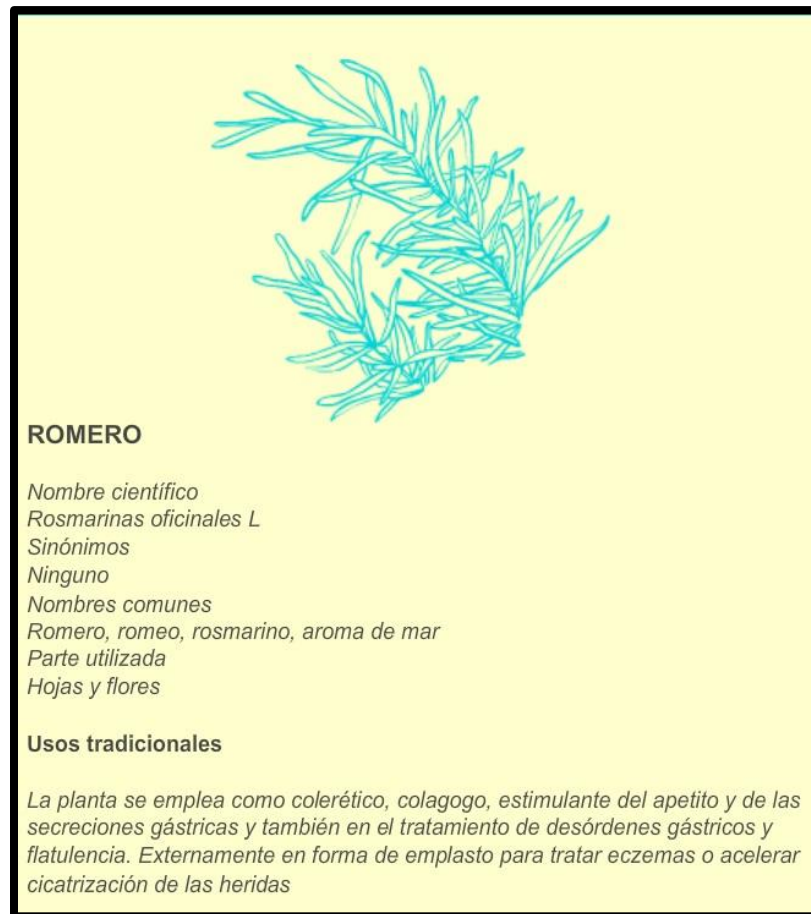 ROMERO
Nombre científico
Rosmarinas oficinales L
Sinónimos
Ninguno
Nombres comunes
Romero, romeo, rosmarino, aroma de mar
Parte utilizada
Hojas y flores
Usos tradicionales
La planta se emplea como colerético, colagogo, estimulante del apetito y de las
secreciones gástricas y también en el tratamiento de desórdenes gástricos y
flatulencia. Externamente en forma de emplasto para tratar eczemas o acelerar
cicatrización de las heridas